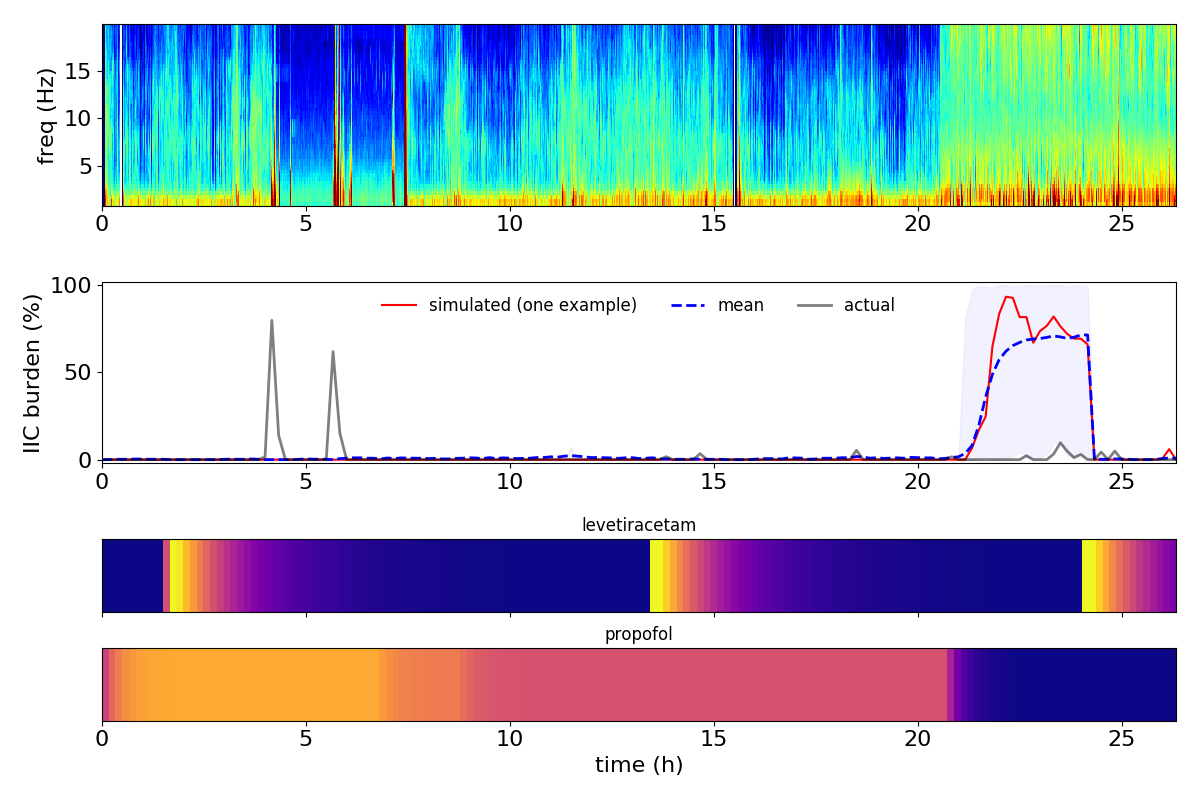 freq (Hz)
15
10
5
0 5 10 15 20 25
IIC burden (%)
100
50
0
simulated (one example) mean actual
0 5 10 15 20 25
levetiracetam
propofol
0 5 10 15 20 25
time (h)